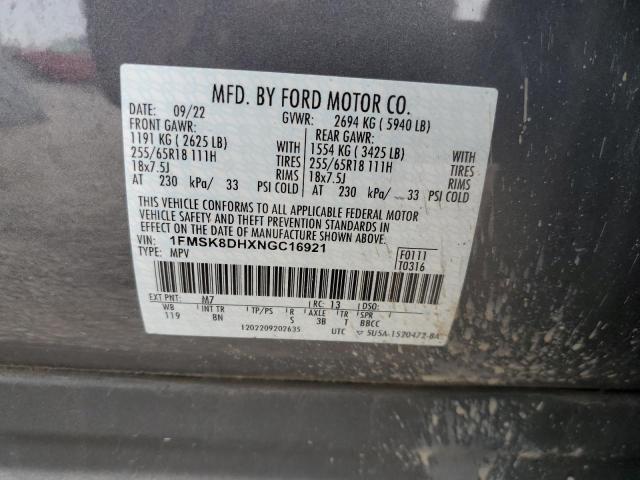 MFD. BY FORD MOTOR CO.
DATE: 09/22 GVWR: 2694 KG ( 5940 LB)
FRONT GAWR: REAR GAWR:
1191 KG ( 2625 LB) 1554 KG ( 3425 LB)
255/65R18 111H TIRES 255/65R18 111H TIRES
18x7.5J RIMS 18x7.5J RIMS
AT 230 kPa/ 33 PSI COLD AT 230 kPa/ 33 PSI COLD
THIS VEHICLE CONFORMS TO ALL APPLICABLE FEDERAL MOTOR
VEHICLE SAFETY AND THEFT PREVENTION STANDARDS IN
EFFECT ON THE DATE OF MANUFACTURE SHOWN ABOVE.
VIN: 1FMSK8DHXNGC16921
TYPE: MPV
F0111
T0316
EXT PNT: M7 RC: 13 DSO:
WB INT TR TP/PS R AXLE TR SPR
119 BN S 3B T BBCC
1202209202635 UTC 5U5A-1520472-BA